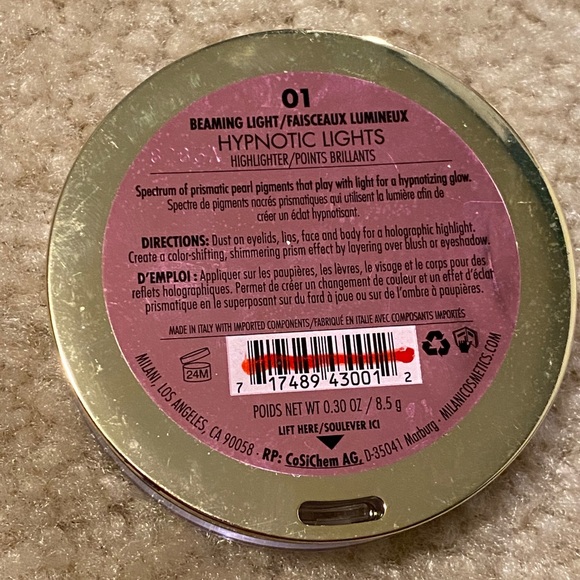 01
BEAMING LIGHT/FAISCEAUX LUMINEUX
HYPNOTIC LIGHTS
HIGHLIGHTER/POINTS BRILLANTS
Spectrum of prismatic pearl pigments that play with light for a hypnotizing glow.
Spectre de pigments nacrés prismatiques qui utilisent la lumière afin de
créer un éclat hypnotisant.
DIRECTIONS: Dust on eyelids, lips, face and body for a holographic highlight.
Create a color-shifting, shimmering prism effect by layering over blush or eyeshadow.
D'EMPLOI : Appliquer sur les paupières, les lèvres, le visage et le corps pour des
reflets holographiques. Permet de créer un changement de couleur et un effet d'éclat
prismatique en le superposant sur du fard à joue ou sur de l'ombre à paupières.
MADE IN ITALY WITH IMPORTED COMPONENTS/FABRIQUÉ EN ITALIE AVEC COMPOSANTS IMPORTÉS
24M
7 17489 43001 2
POIDS NET WT 0.30 OZ / 8.5 g
LIFT HERE/SOULEVER ICI
MILANI, LOS ANGELES, CA 90058 · RP: CoSiChem AG, D-35041 Marburg · MILANICOSMETICS.COM